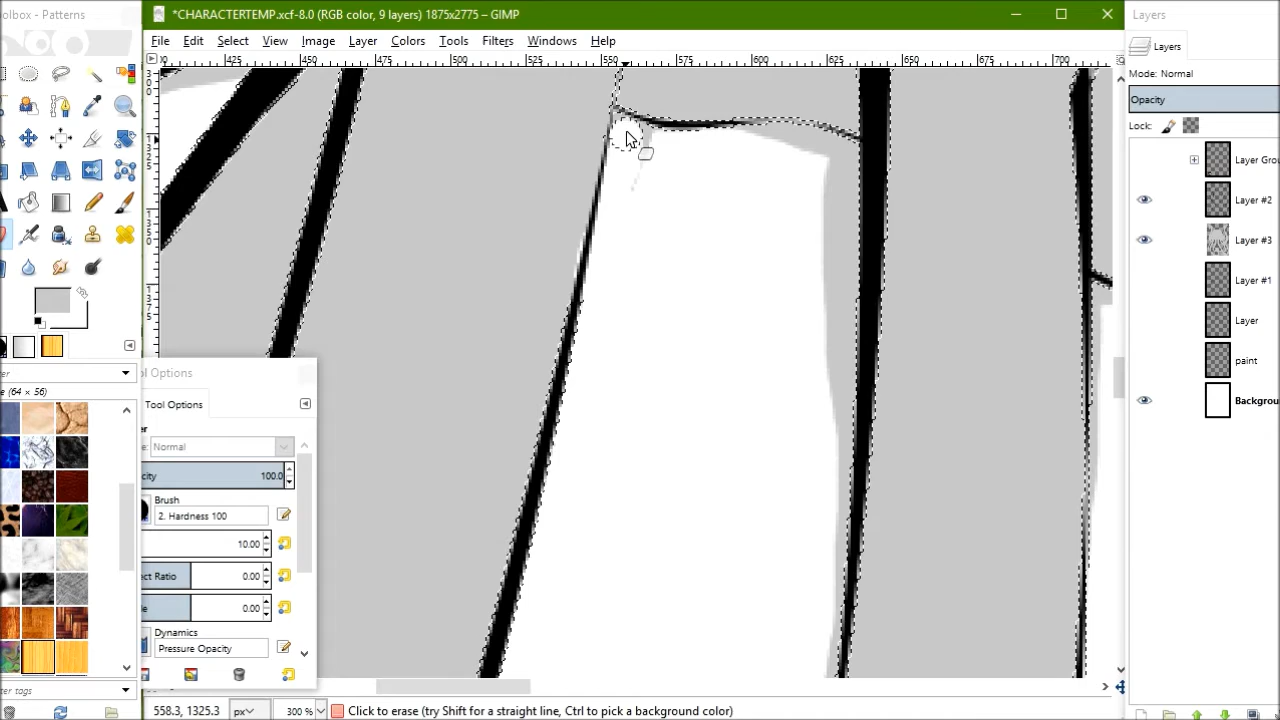 oolbox - Patterns
*CHARACTERTEMP.xcf-8.0 (RGB color, 9 layers) 1875x2775 – GIMP
Layers
File Edit Select View Image Layer Colors Tools Filters Windows Help
Layers
425 450 475 500 525 550 575 600 625 650 675 700
Mode: Normal
Opacity
Lock:
Layer Grou
Layer #2
Layer #3
Layer #1
Layer
paint
Backgrou
(64 × 56)
ol Options
Tool Options
Normal
city 100.0
Brush
2. Hardness 100
10.00
ect Ratio 0.00
0.00
Dynamics
Pressure Opacity
ter tags
558.3, 1325.3 px 300 % Click to erase (try Shift for a straight line, Ctrl to pick a background color)